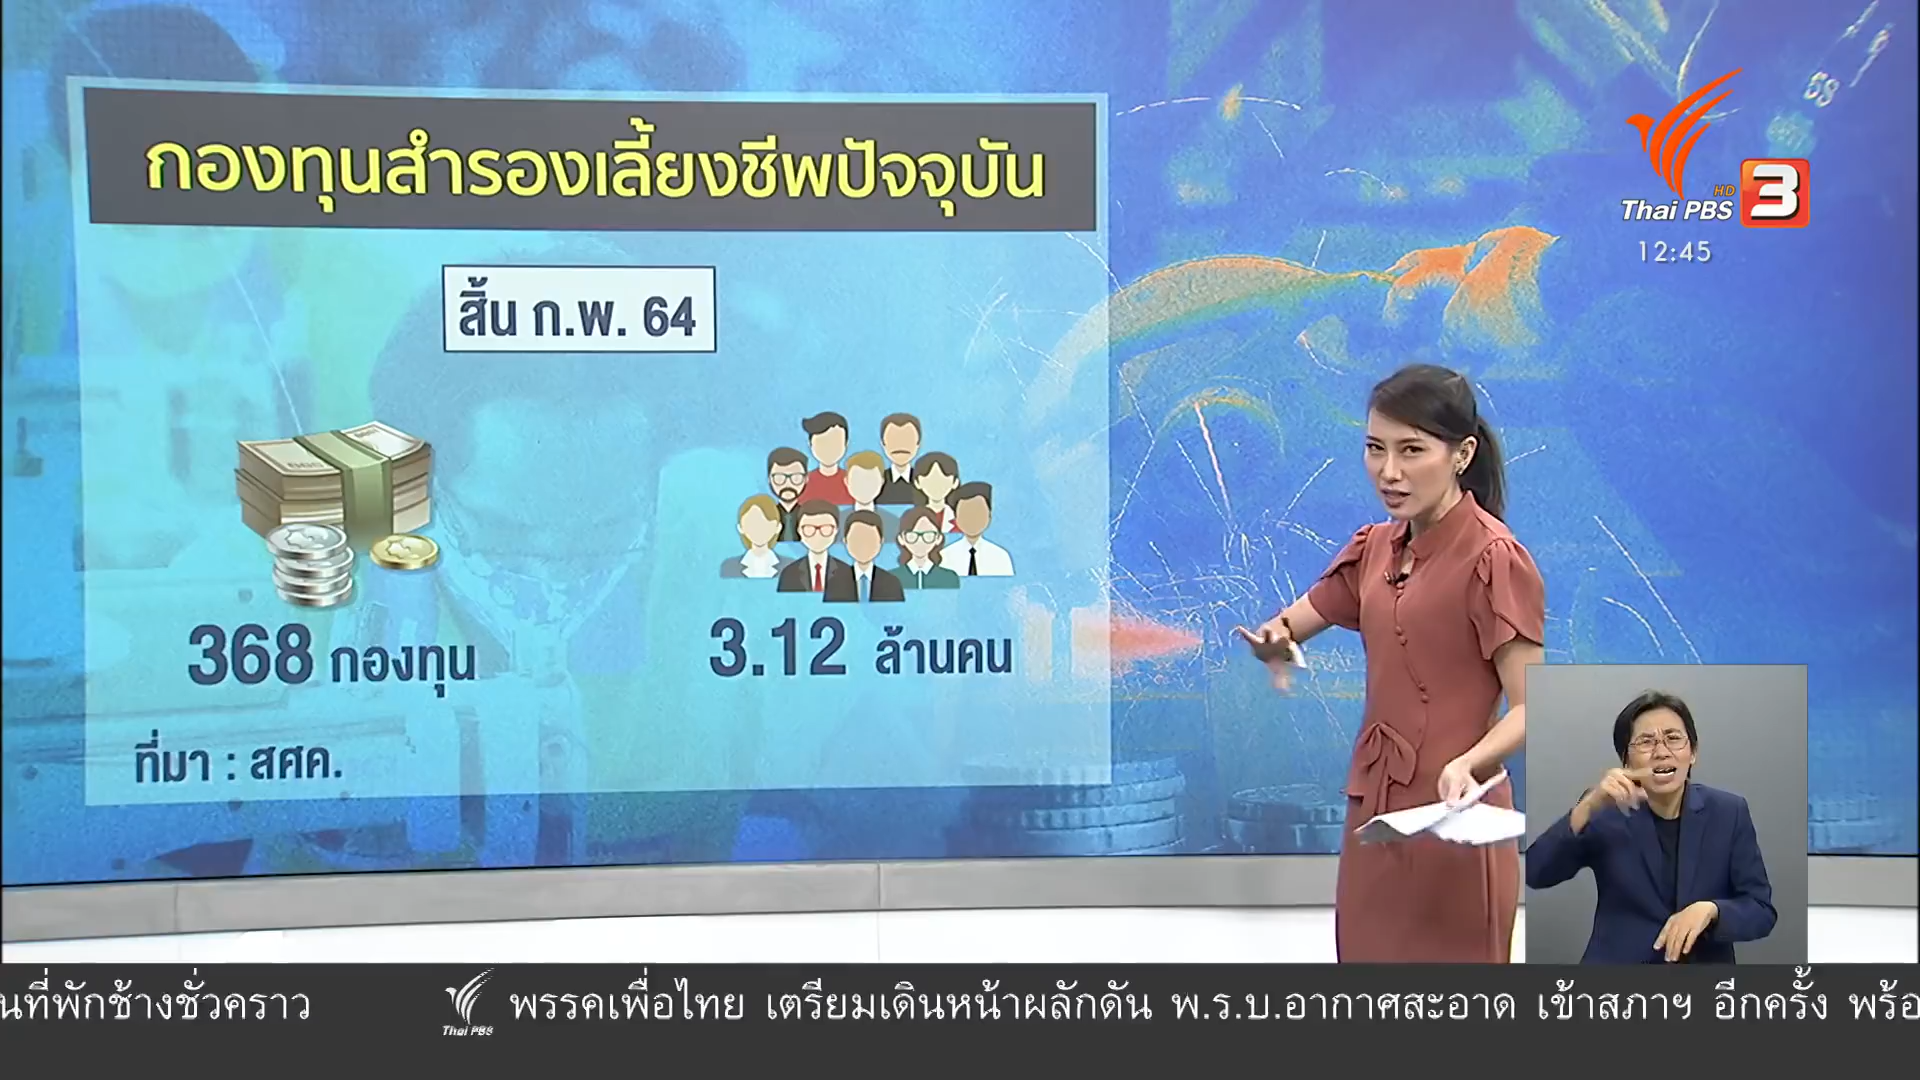 กองทุนสำรองเลี้ยงชีพปัจจุบัน
สิ้น ก.พ. 64
368 กองทุน
3.12 ล้านคน
ที่มา : สศค.
Thai PBS HD 3
12:45
นที่พักช้างชั่วคราว Thai PBS พรรคเพื่อไทย เตรียมเดินหน้าผลักดัน พ.ร.บ.อากาศสะอาด เข้าสภาฯ อีกครั้ง พร้อ